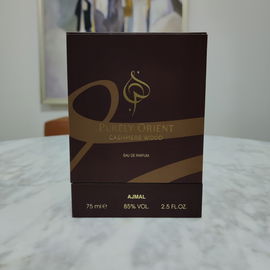 PURELY ORIENT
CASHMERE WOOD
EAU DE PARFUM
AJMAL
75 ml e 85% VOL. 2.5 FL.OZ.